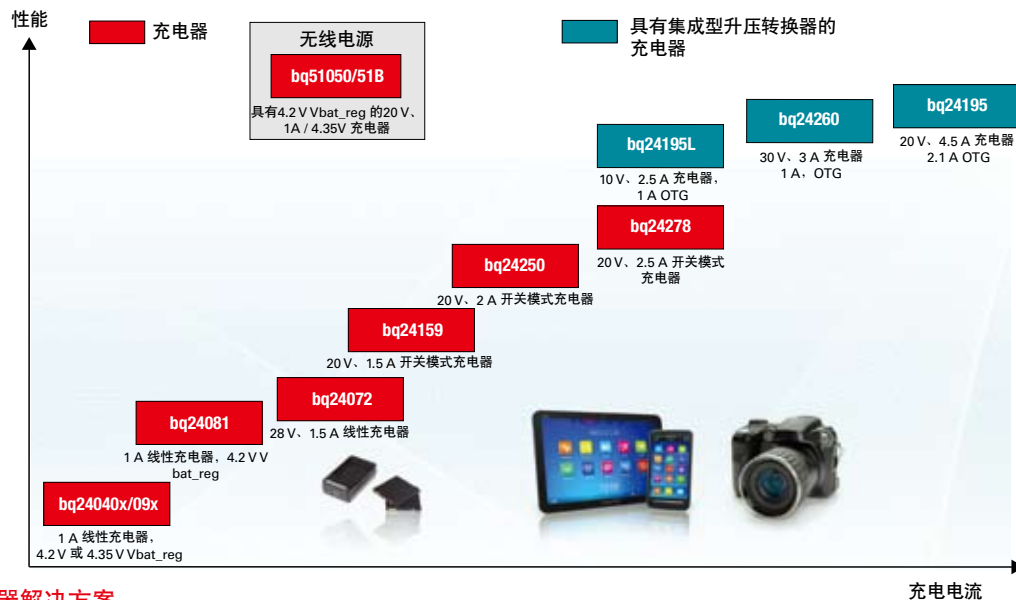 性能
充电器
无线电源
bq51050/51B
具有4.2 V Vbat_reg 的20 V、
1A / 4.35V 充电器
具有集成型升压转换器的
充电器
bq24195
20 V、4.5 A 充电器
2.1 A OTG
bq24260
30 V、3 A 充电器
1 A，OTG
bq24195L
10 V、2.5 A 充电器，
1 A OTG
bq24278
20 V、2.5 A 开关模式
充电器
bq24250
20 V、2 A 开关模式充电器
bq24159
20 V、1.5 A 开关模式充电器
bq24072
28 V、1.5 A 线性充电器
bq24081
1 A 线性充电器，4.2 V V
bat_reg
bq24040x/09x
1 A 线性充电器，
4.2 V 或 4.35 V Vbat_reg
充电电流
器解决方案